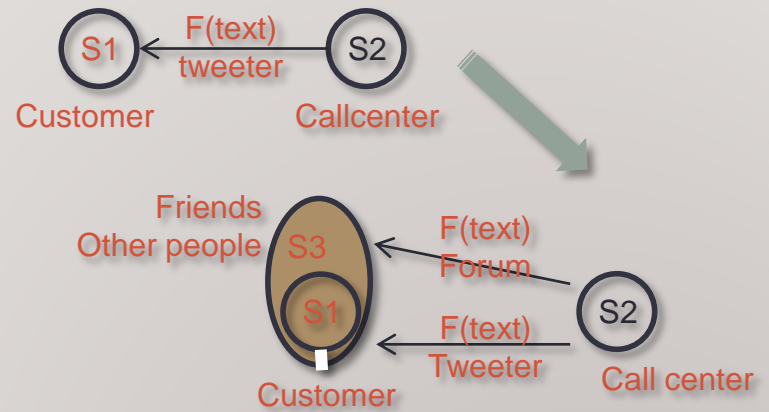 F(text)
tweeter
S1
S2
Customer
Callcenter
Friends
Other people
S3
F(text)
Forum
S1
S2
F(text)
Tweeter
Customer
Call center